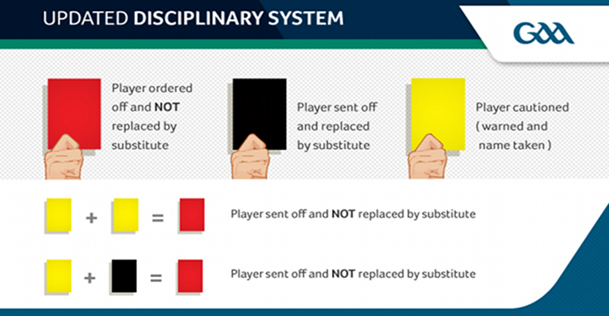 UPDATED DISCIPLINARY SYSTEM
GAA
Player ordered
off and NOT
replaced by
substitute
Player sent off
and replaced
by substitute
Player cautioned
( warned and
name taken )
+ = Player sent off and NOT replaced by substitute
+ = Player sent off and NOT replaced by substitute